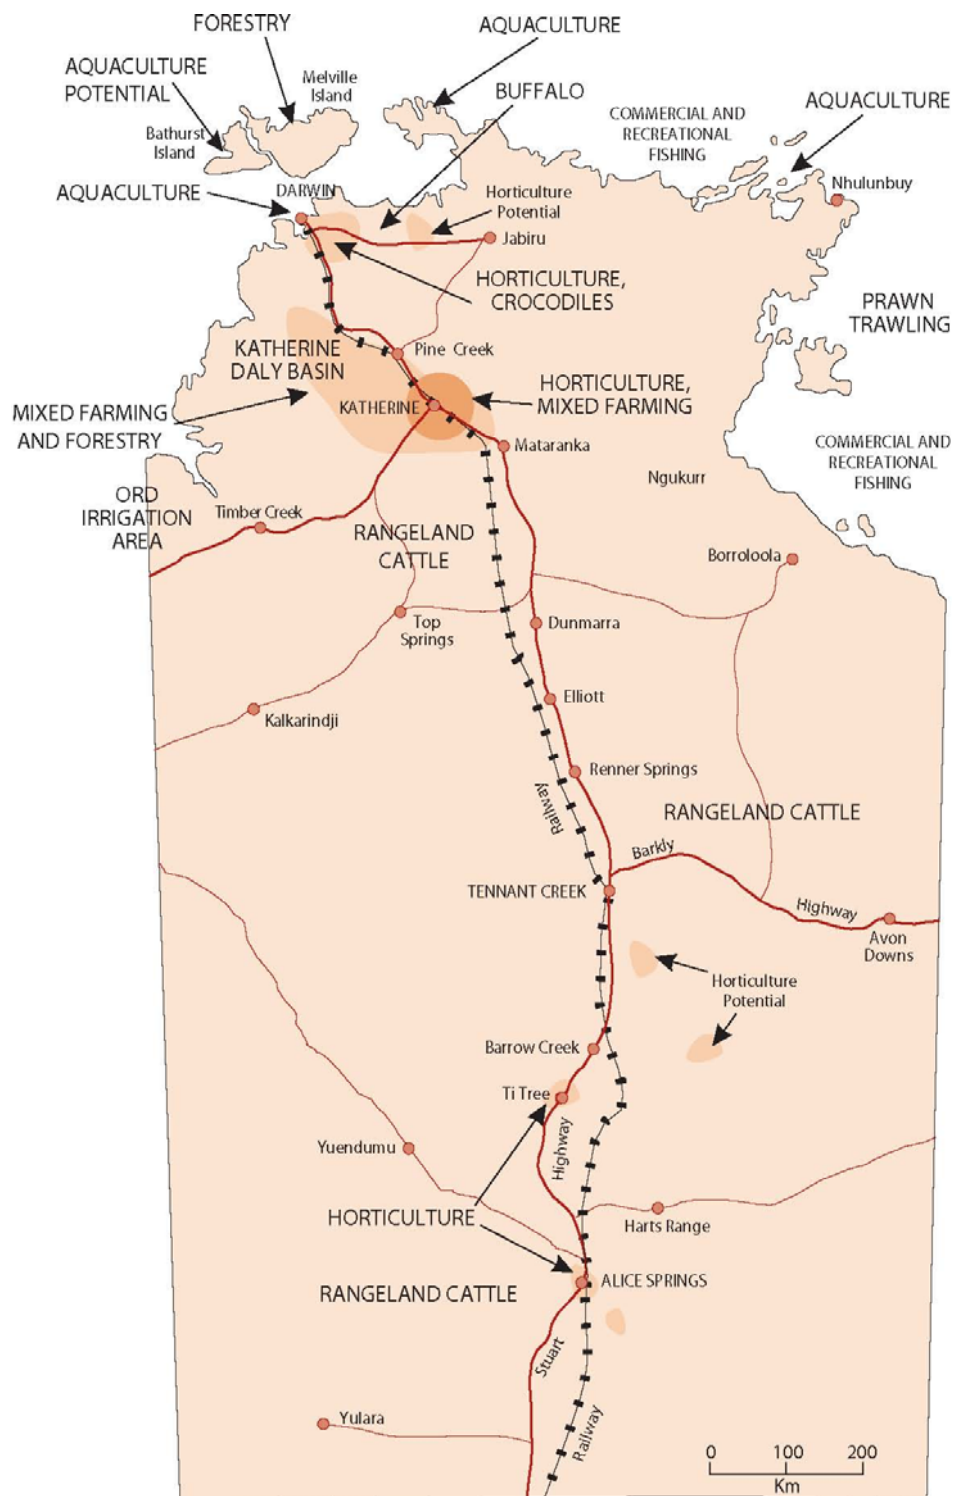 FORESTRY
AQUACULTURE
AQUACULTURE
POTENTIAL
Melville
Island
BUFFALO
AQUACULTURE
COMMERCIAL AND
RECREATIONAL
FISHING
Bathurst
Island
AQUACULTURE
DARWIN
Horticulture
Potential
Nhulunbuy
Jabiru
HORTICULTURE,
CROCODILES
PRAWN
TRAWLING
KATHERINE
DALY BASIN
Pine Creek
HORTICULTURE,
MIXED FARMING
KATHERINE
MIXED FARMING
AND FORESTRY
Mataranka
COMMERCIAL AND
RECREATIONAL
FISHING
Ngukurr
ORD
IRRIGATION
AREA
Timber Creek
RANGELAND
CATTLE
Borroloola
Top
Springs
Dunmarra
Elliott
Kalkarindji
Renner Springs
Railway
RANGELAND CATTLE
Barkly
Highway
TENNANT CREEK
Avon
Downs
Horticulture
Potential
Barrow Creek
Ti Tree
Highway
Yuendumu
HORTICULTURE
Harts Range
ALICE SPRINGS
RANGELAND CATTLE
Stuart
Yulara
Railway
0 100 200
Km